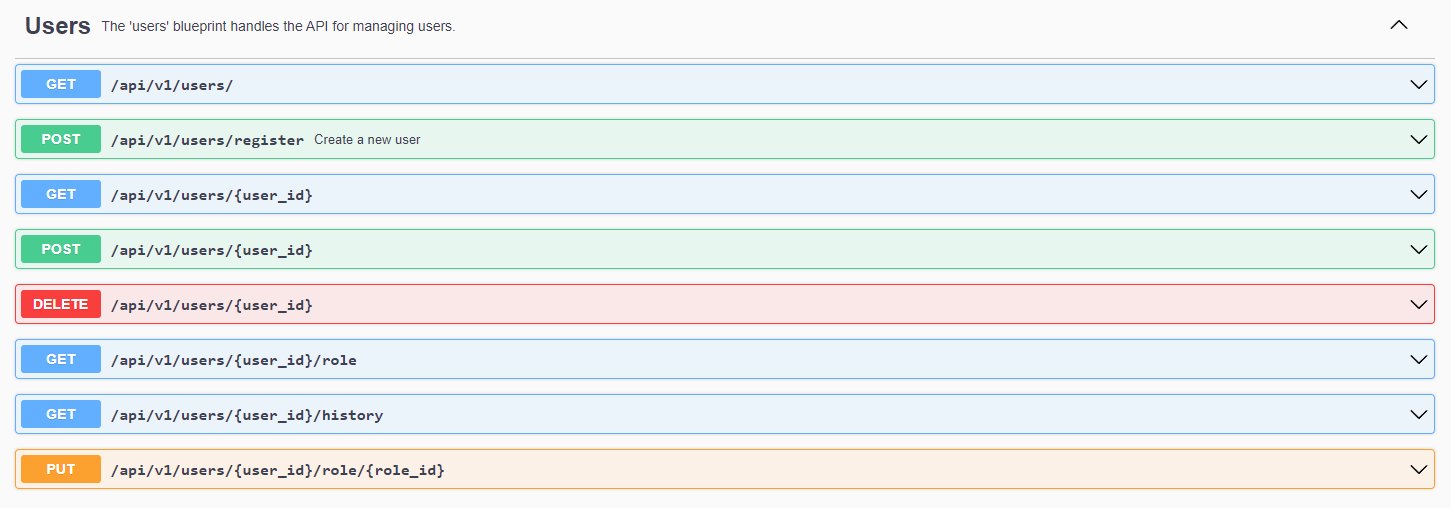 Users The 'users' blueprint handles the API for managing users.
GET /api/v1/users/
POST /api/v1/users/register Create a new user
GET /api/v1/users/{user_id}
POST /api/v1/users/{user_id}
DELETE /api/v1/users/{user_id}
GET /api/v1/users/{user_id}/role
GET /api/v1/users/{user_id}/history
PUT /api/v1/users/{user_id}/role/{role_id}